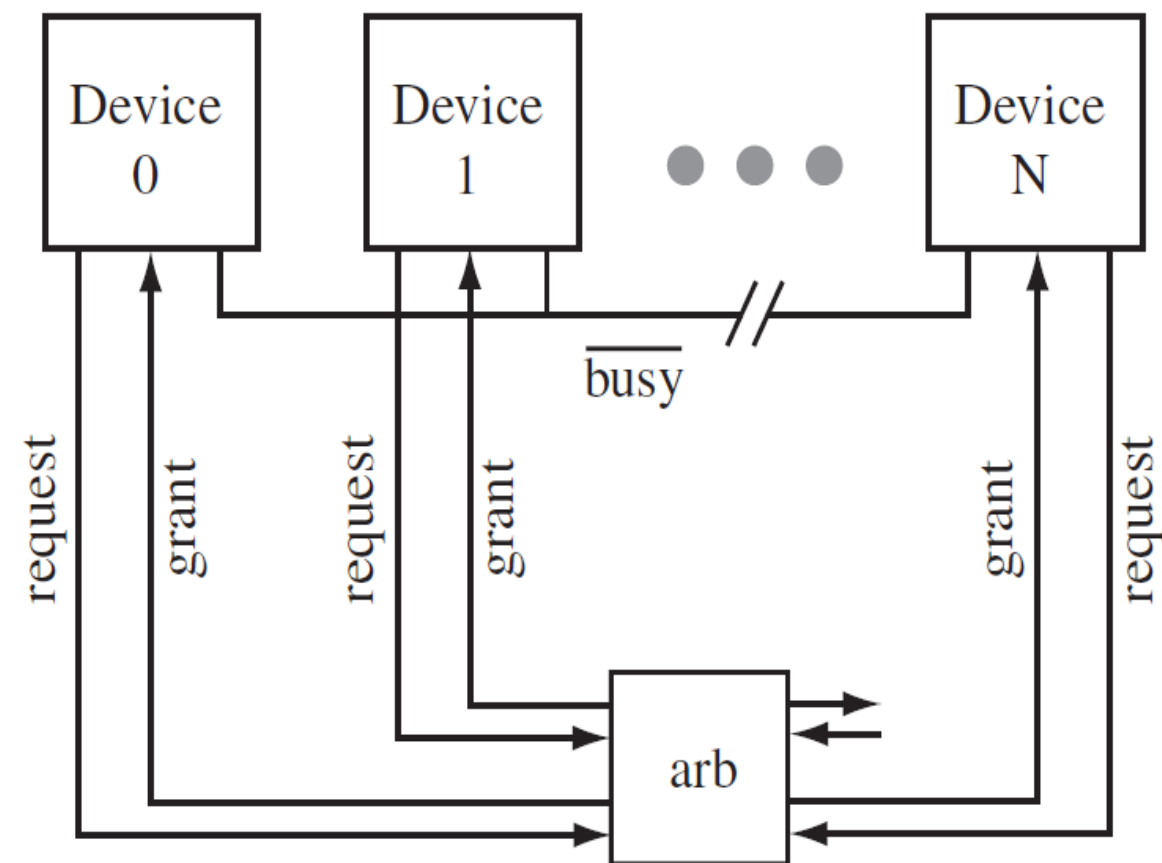 Device
0
Device
1
Device
N
busy
request
grant
request
grant
grant
request
arb